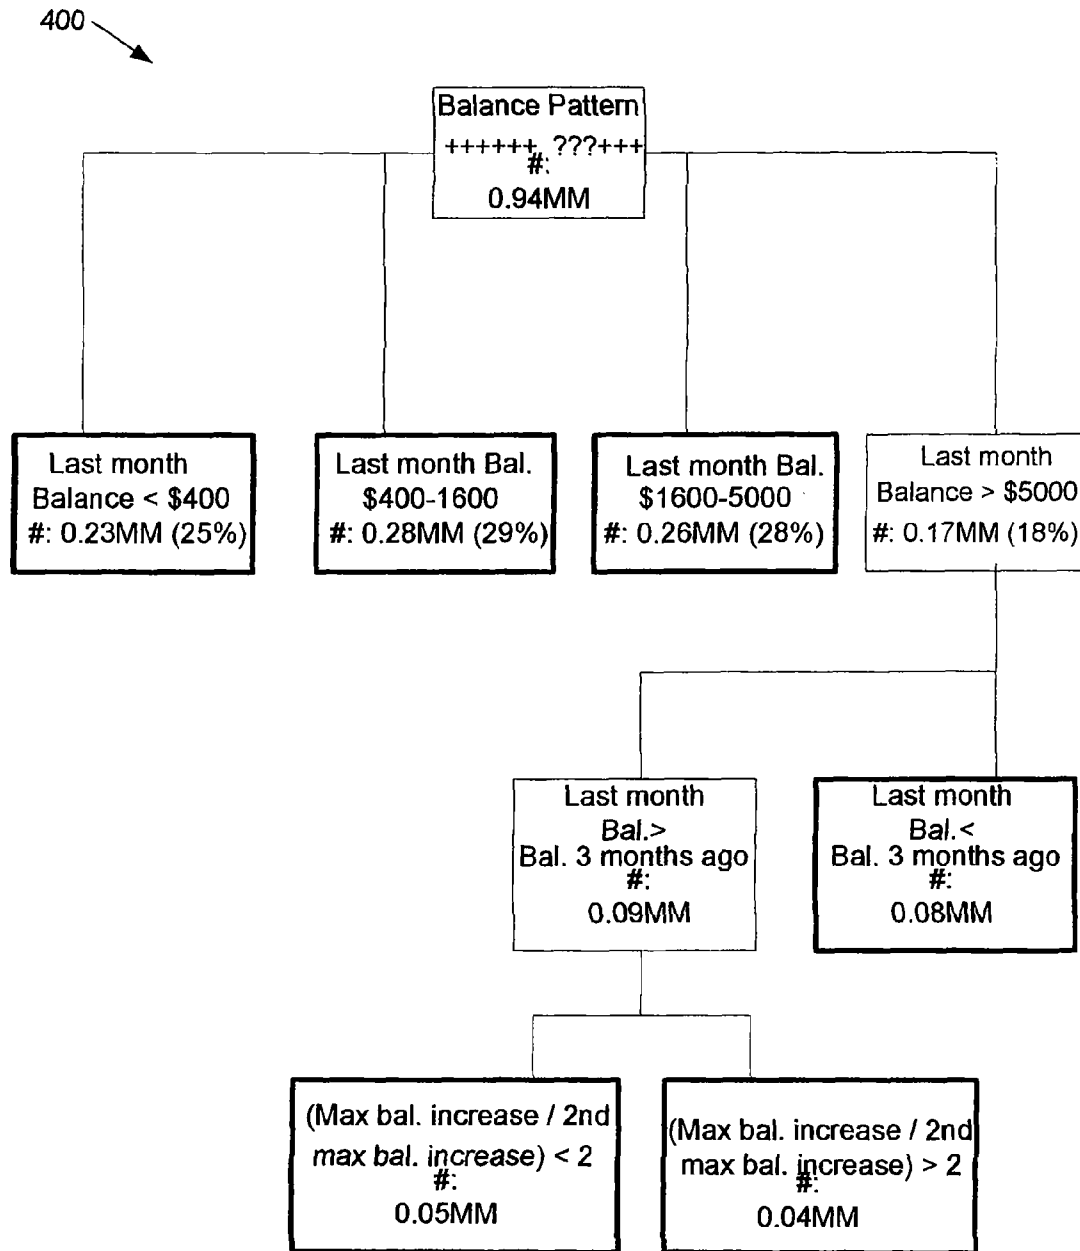 400
Balance Pattern
++++++ ???+++
#:
0.94MM
Last month
Balance < $400
#: 0.23MM (25%)
Last month Bal.
$400-1600
#: 0.28MM (29%)
Last month Bal.
$1600-5000
#: 0.26MM (28%)
Last month
Balance > $5000
#: 0.17MM (18%)
Last month
Bal.>
Bal. 3 months ago
#:
0.09MM
Last month
Bal.<
Bal. 3 months ago
#:
0.08MM
(Max bal. increase / 2nd
max bal. increase) < 2
#:
0.05MM
(Max bal. increase / 2nd
max bal. increase) > 2
#:
0.04MM